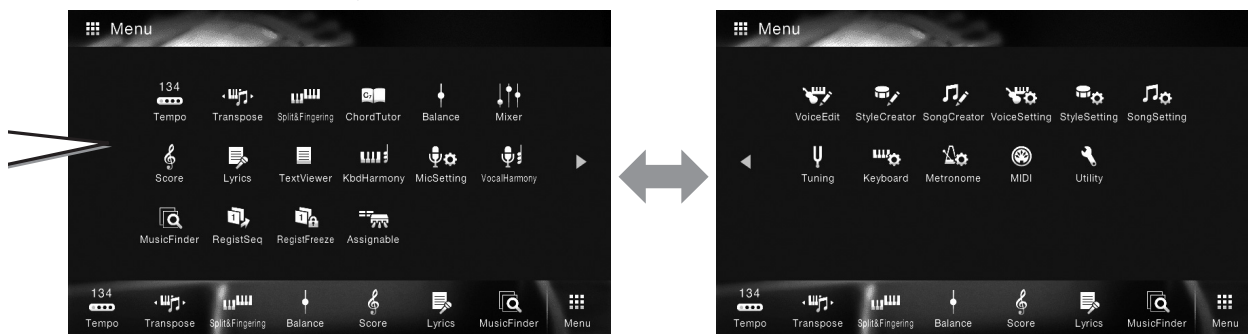 Menu
134
Tempo Transpose Split&Fingering ChordTutor Balance Mixer
Score Lyrics TextViewer KbdHarmony MicSetting VocalHarmony
1 1
MusicFinder RegistSeq RegistFreeze Assignable
134
Tempo Transpose Split&Fingering Balance Score Lyrics MusicFinder Menu
Menu
VoiceEdit StyleCreator SongCreator VoiceSetting StyleSetting SongSetting
Tuning Keyboard Metronome MIDI Utility
134
Tempo Transpose Split&Fingering Balance Score Lyrics MusicFinder Menu